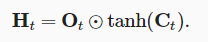 H_t = O_t ⊙ tanh(C_t).